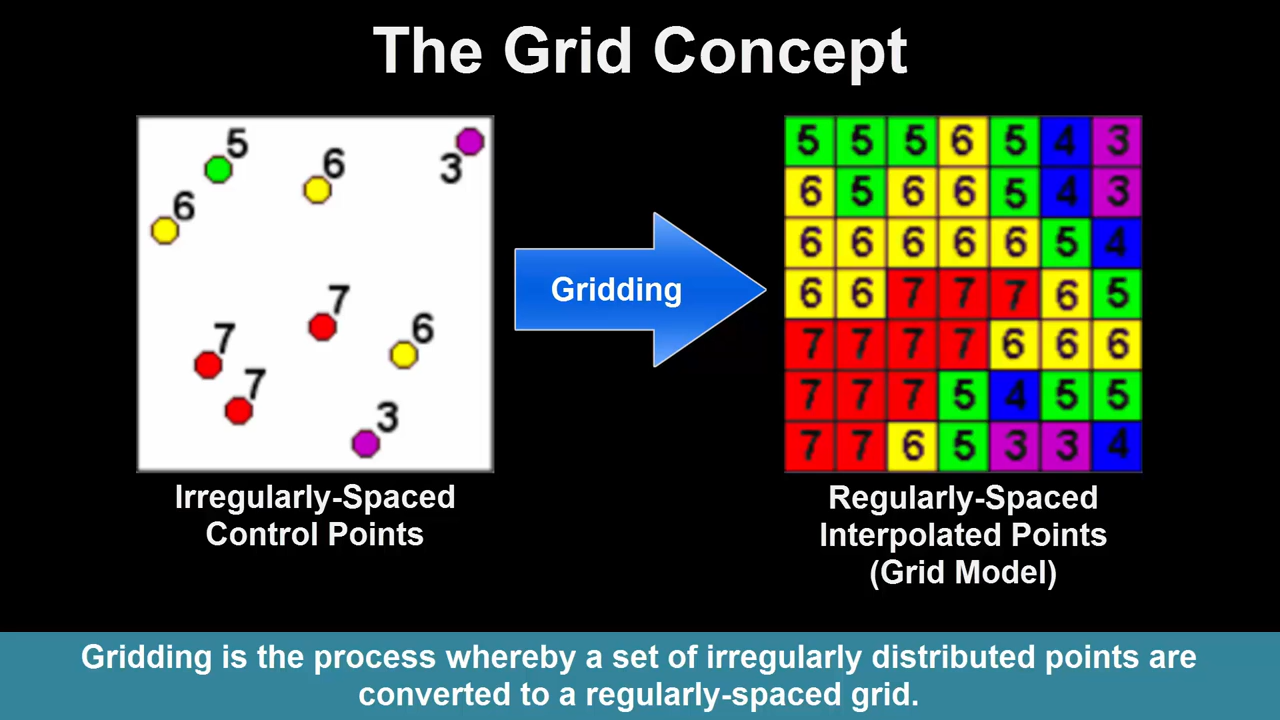 The Grid Concept
5
6
3
6
7
7
6
7
3
Gridding
5 5 5 6 5 4 3
6 5 6 6 5 4 3
6 6 6 6 6 5 4
6 6 7 7 7 6 5
7 7 7 7 6 6 6
7 7 7 5 4 5 5
7 7 6 5 3 3 4
Irregularly-Spaced
Control Points
Regularly-Spaced
Interpolated Points
(Grid Model)
Gridding is the process whereby a set of irregularly distributed points are
converted to a regularly-spaced grid.